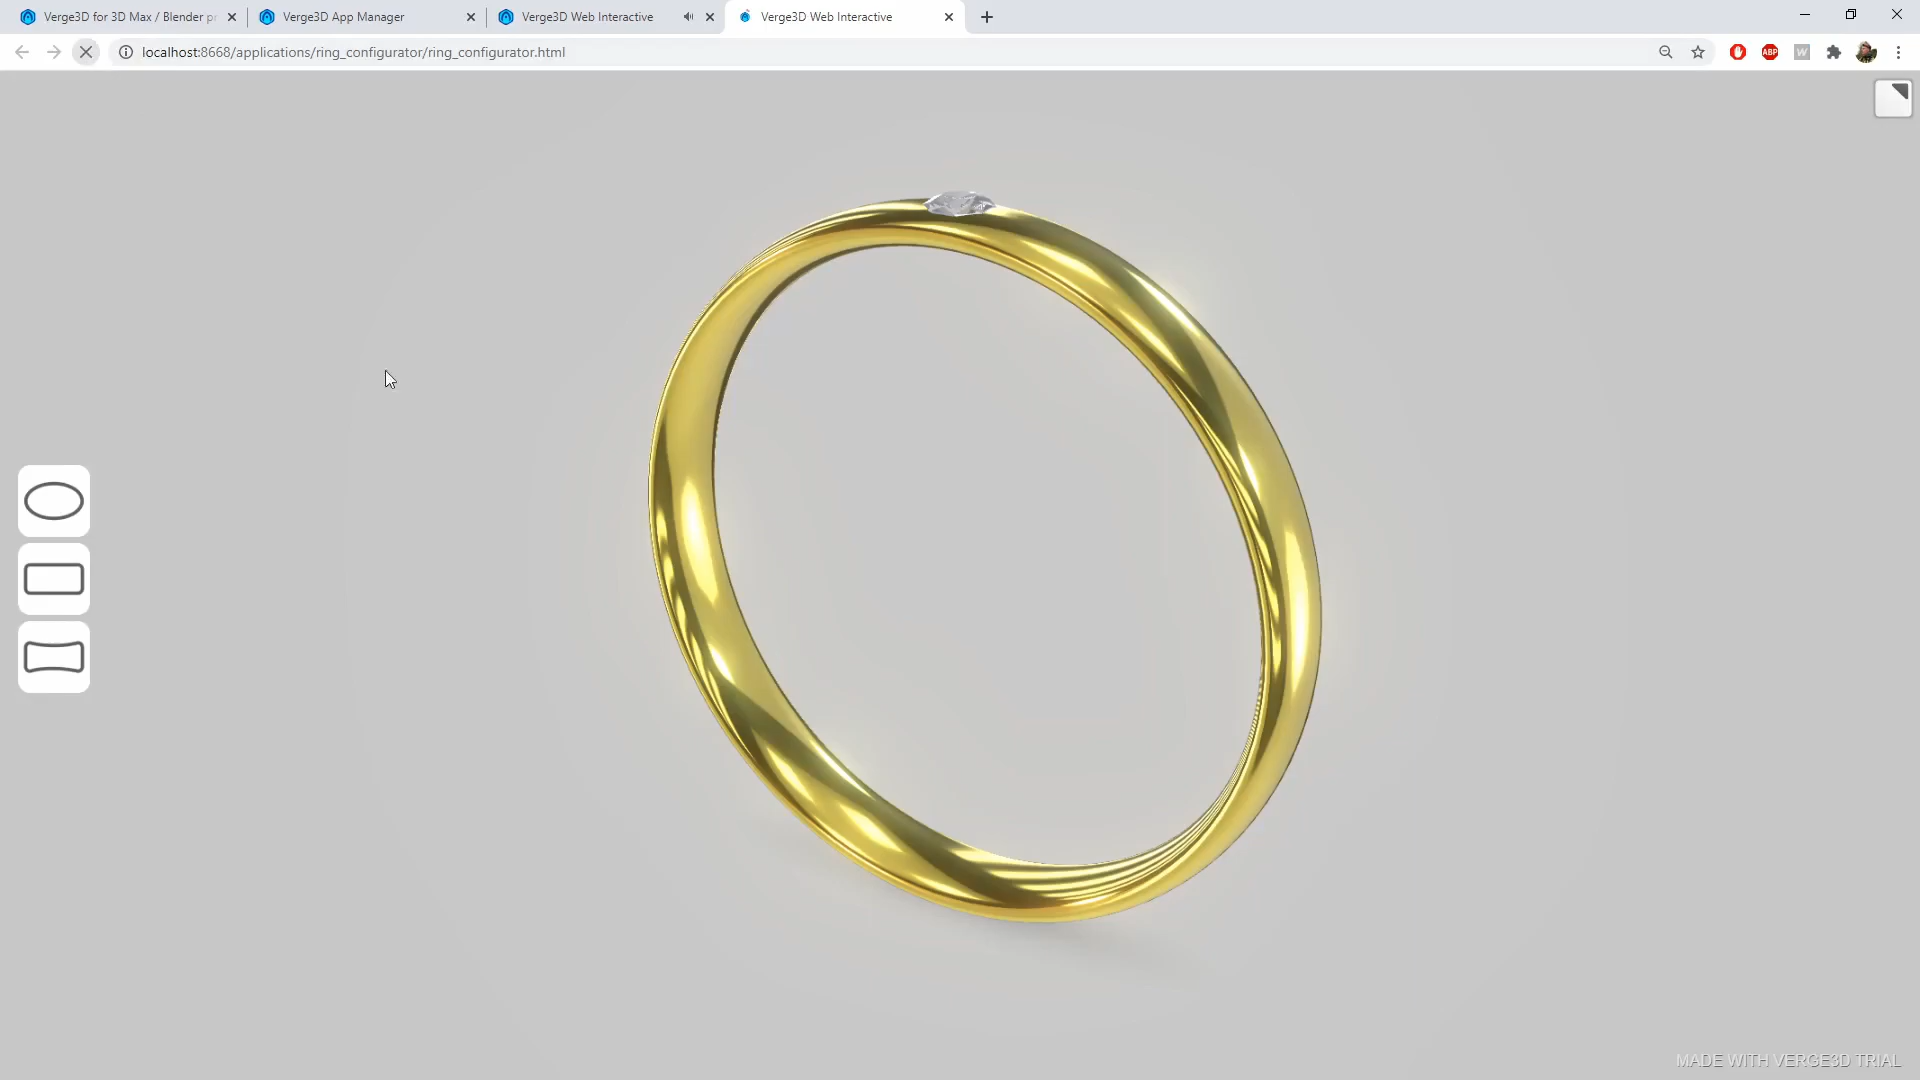 Verge3D for 3D Max / Blender pr
Verge3D App Manager
Verge3D Web Interactive
Verge3D Web Interactive
localhost:8668/applications/ring_configurator/ring_configurator.html
ABP
W
MADE WITH VERGE3D TRIAL